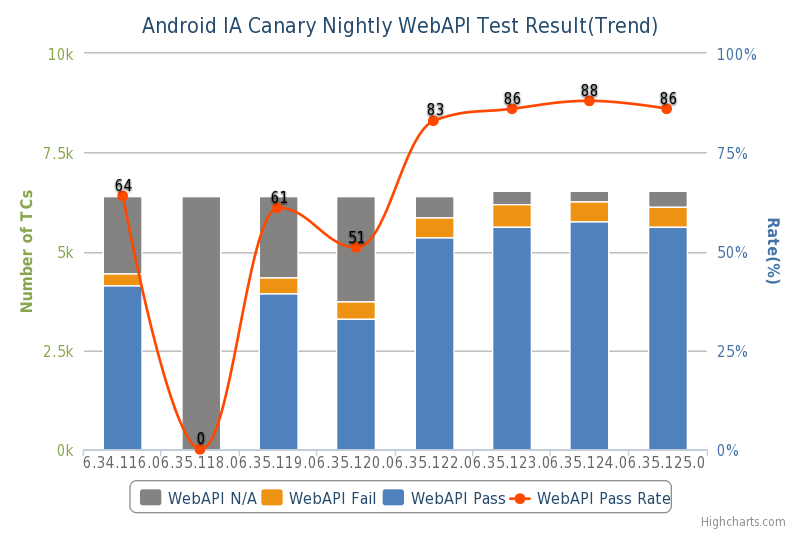 Android IA Canary Nightly WebAPI Test Result(Trend)
10k
7.5k
5k
2.5k
0k
Number of TCs
100%
75%
50%
25%
0%
Rate(%)
64
0
61
51
83
86
88
86
6.34.116.0
6.35.118.0
6.35.119.0
6.35.120.0
6.35.122.0
6.35.123.0
6.35.124.0
6.35.125.0
WebAPI N/A
WebAPI Fail
WebAPI Pass
WebAPI Pass Rate
Highcharts.com